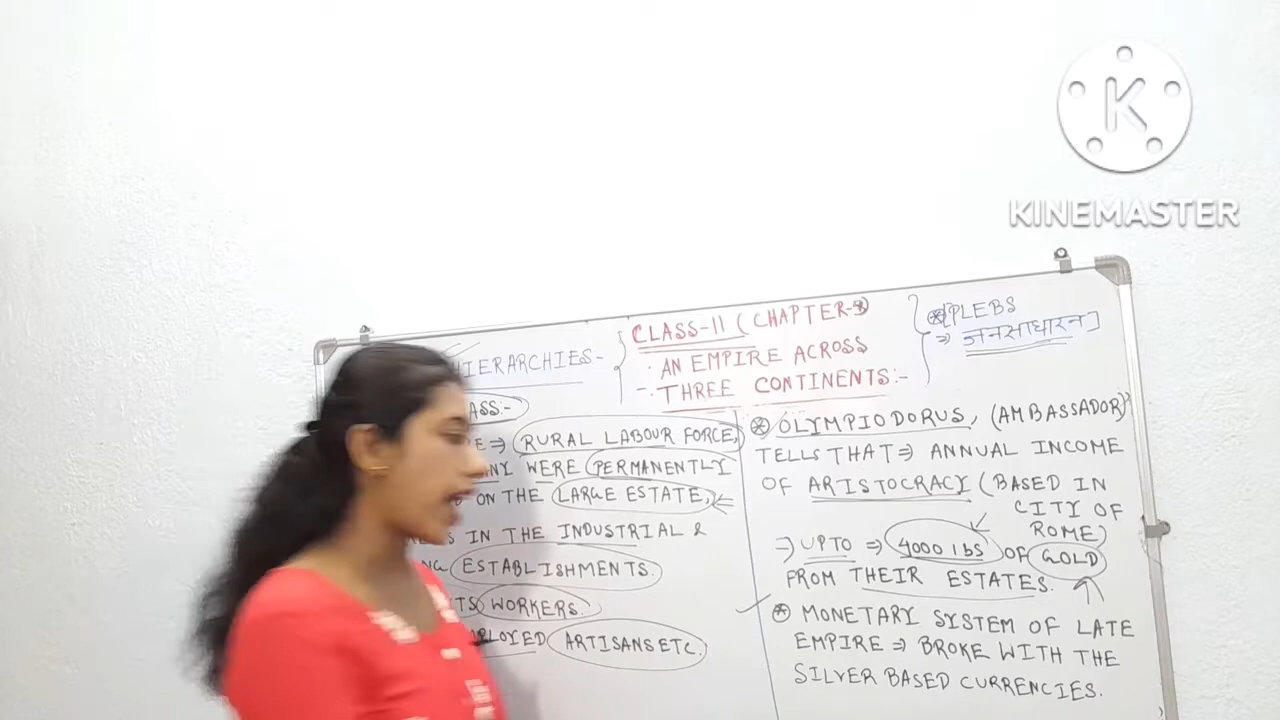 K
KINEMASTER
HIERARCHIES-
CLASS-11 (CHAPTER-3)
AN EMPIRE ACROSS
- THREE CONTINENTS:-
PLEBS
⇒ जनसाधारन]
ASS:-
⇒ RURAL LABOUR FORCE,
WERE PERMANENTLY
ON THE LARGE ESTATE,
IN THE INDUSTRIAL &
ESTABLISHMENTS.
WORKERS.
ARTISANS ETC.
OLYMPIODORUS, (AMBASSADOR)
TELLS THAT ⇒ ANNUAL INCOME
OF ARISTOCRACY (BASED IN
CITY OF
ROME)
⇒ UPTO ⇒ 4000 lbs OF GOLD
FROM THEIR ESTATES.
MONETARY SYSTEM OF LATE
EMPIRE ⇒ BROKE WITH THE
SILVER BASED CURRENCIES.